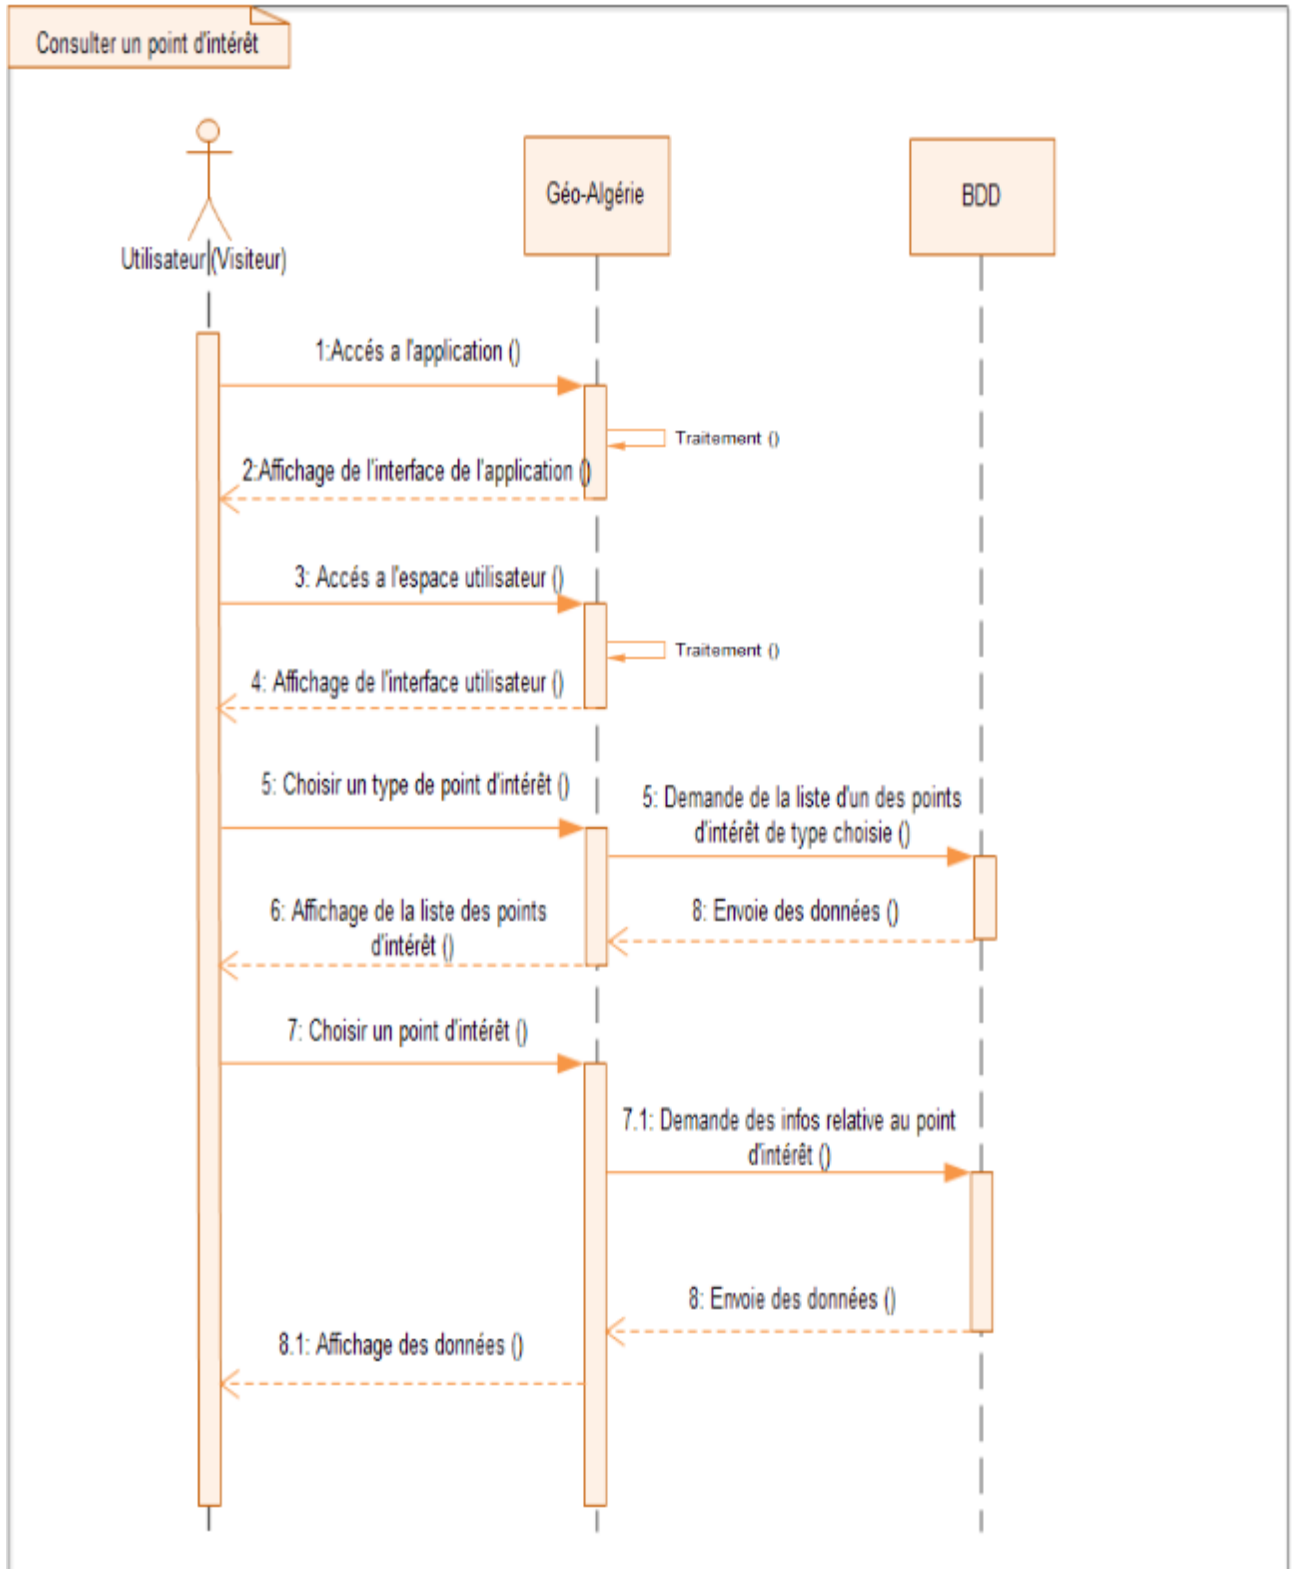 Consulter un point d'intérêt
Géo-Algérie
BDD
Utilisateur (Visiteur)
1:Accés a l'application ()
Traitement ()
2:Affichage de l'interface de l'application ()
3: Accés a l'espace utilisateur ()
Traitement ()
4: Affichage de l'interface utilisateur ()
5: Choisir un type de point d'intérêt ()
5: Demande de la liste d'un des points
d'intérêt de type choisie ()
6: Affichage de la liste des points
d'intérêt ()
8: Envoie des données ()
7: Choisir un point d'intérêt ()
7.1: Demande des infos relative au point
d'intérêt ()
8: Envoie des données ()
8.1: Affichage des données ()